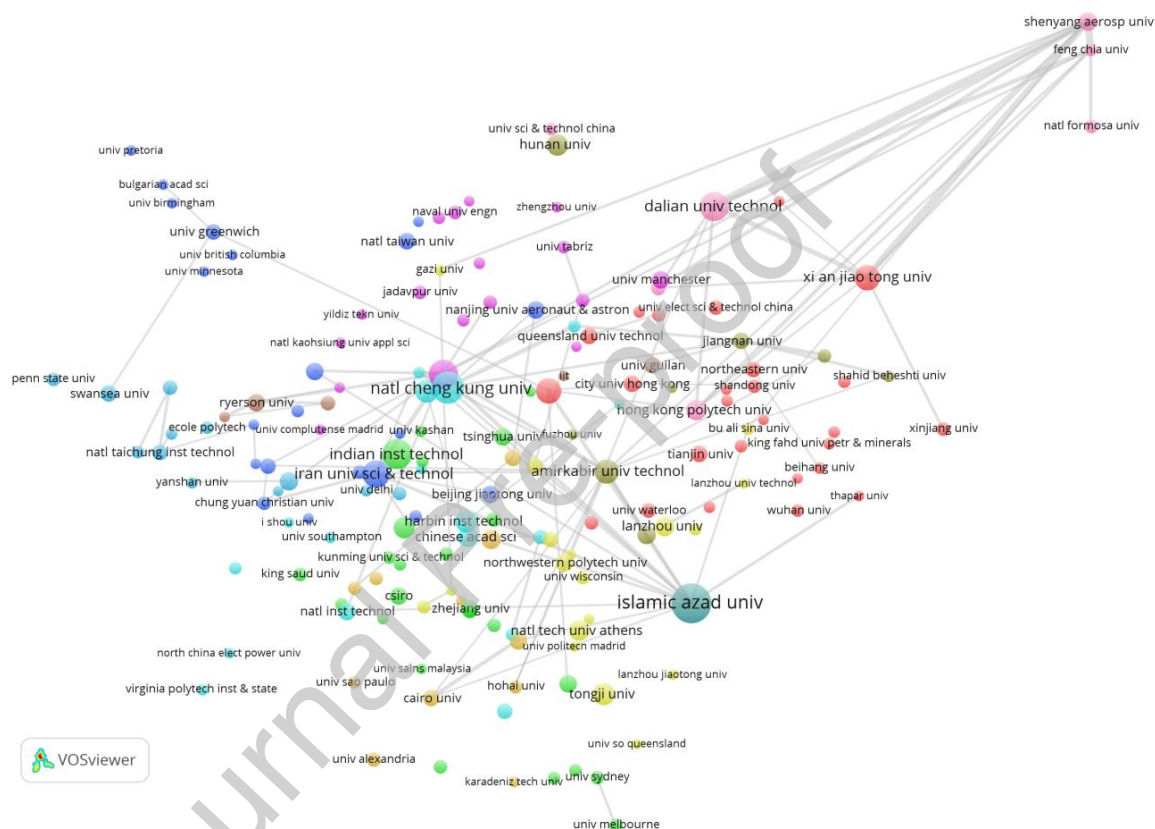 shenyang aerosp univ
feng chia univ
natl formosa univ
univ sci & technol china
hunan univ
univ pretoria
bulgarian acad sci
univ birmingham
univ greenwich
univ british columbia
univ minnesota
naval univ engn
zhengzhou univ
dalian univ technol
natl taiwan univ
univ tabriz
gazi univ
univ manchester
xi an jiao tong univ
jadavpur univ
nanjing univ aeronaut & astron
univ elect sci & technol china
yildiz tekn univ
queensland univ technol
jiangnan univ
natl kaohsiung univ appl sci
univ guilan
northeastern univ
iit
shahid beheshti univ
penn state univ
swansea univ
natl cheng kung univ
city univ hong kong
shandong univ
ryerson univ
hong kong polytech univ
ecole polytech
univ complutense madrid
univ kashan
tsinghua univ
fuzhou univ
bu ali sina univ
xinjiang univ
king fahd univ petr & minerals
natl taichung inst technol
indian inst technol
tianjin univ
iran univ sci & technol
amirkabir univ technol
beihang univ
yanshan univ
univ delhi
beijing jiaotong univ
lanzhou univ technol
thapar univ
chung yuan christian univ
univ waterloo
wuhan univ
i shou univ
harbin inst technol
lanzhou univ
univ southampton
chinese acad sci
kunming univ sci & technol
northwestern polytech univ
king saud univ
univ wisconsin
csiro
islamic azad univ
natl inst technol
zhejiang univ
natl tech univ athens
univ politecn madrid
north china elect power univ
univ sains malaysia
lanzhou jiaotong univ
virginia polytech inst & state
univ sao paulo
cairo univ
hohai univ
tongji univ
univ so queensland
univ alexandria
karadeniz tech univ
univ sydney
univ melbourne
VOSviewer
urnal Pre-proof